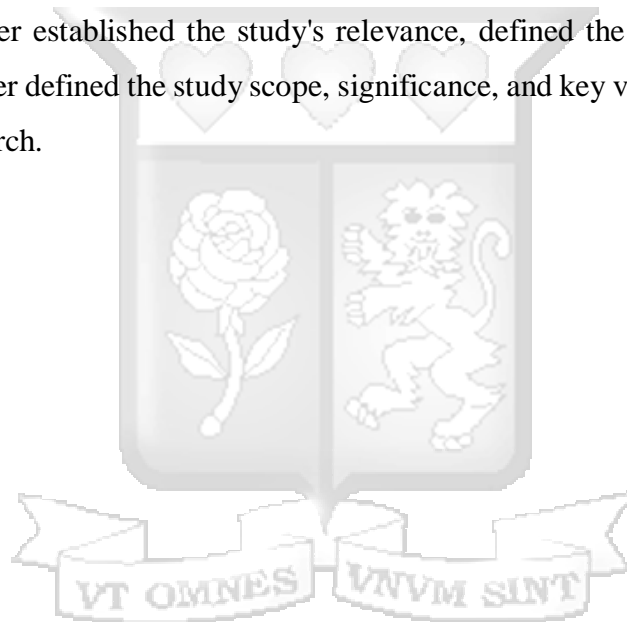 er established the study's relevance, defined the
er defined the study scope, significance, and key v
rch.
VT OMNES VNVM SINT